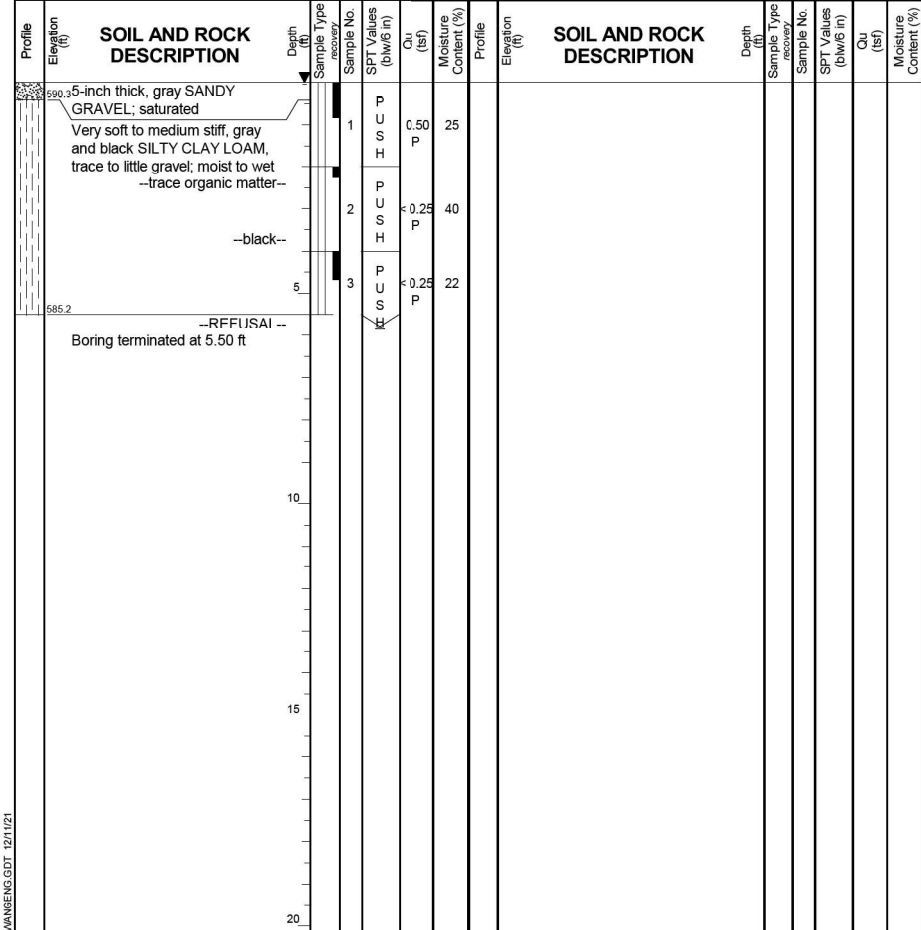 Profile
Elevation
(ft)
SOIL AND ROCK
DESCRIPTION
Depth
(ft)
Sample Type
recovery
Sample No.
SPT Values
(blw/6 in)
Qu
(tsf)
Moisture
Content (%)
Profile
Elevation
(ft)
SOIL AND ROCK
DESCRIPTION
Depth
(ft)
Sample Type
recovery
Sample No.
SPT Values
(blw/6 in)
Qu
(tsf)
Moisture
Content (%)
590.3
5-inch thick, gray SANDY
GRAVEL; saturated
Very soft to medium stiff, gray
and black SILTY CLAY LOAM,
trace to little gravel; moist to wet
--trace organic matter--
--black--
585.2
--REFUSAL--
Boring terminated at 5.50 ft
1
P
U
S
H
0.50
P
25
2
P
U
S
H
< 0.25
P
40
3
P
U
S
H
< 0.25
P
22
5
10
15
20
WANGENG.GDT 12/11/21